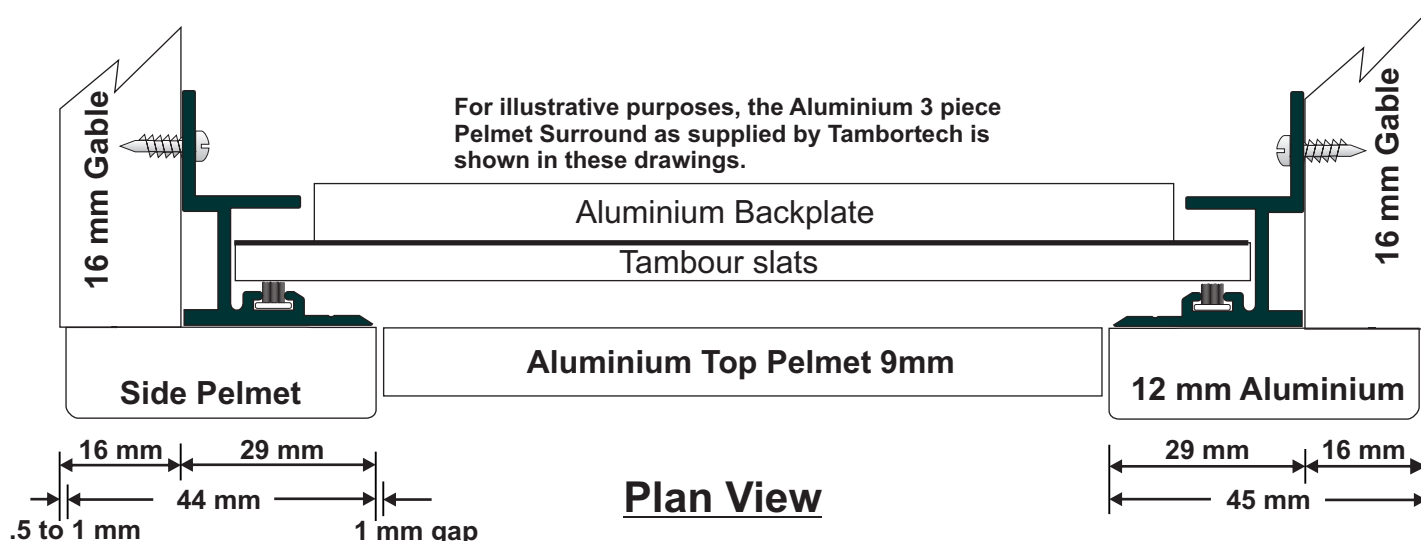 For illustrative purposes, the Aluminium 3 piece
Pelmet Surround as supplied by Tambortech is
shown in these drawings.
16 mm Gable
16 mm Gable
Aluminium Backplate
Tambour slats
Aluminium Top Pelmet 9mm
Side Pelmet
12 mm Aluminium
16 mm
29 mm
29 mm
16 mm
44 mm
Plan View
45 mm
.5 to 1 mm
1 mm gap